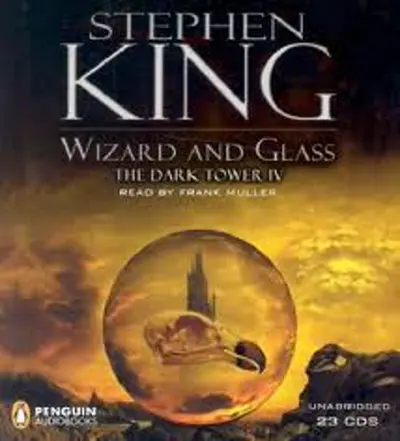 STEPHEN
KING
WIZARD AND GLASS
THE DARK TOWER IV
READ BY FRANK MULLER
PENGUIN
AUDIOBOOKS
UNABRIDGED
23 CDS